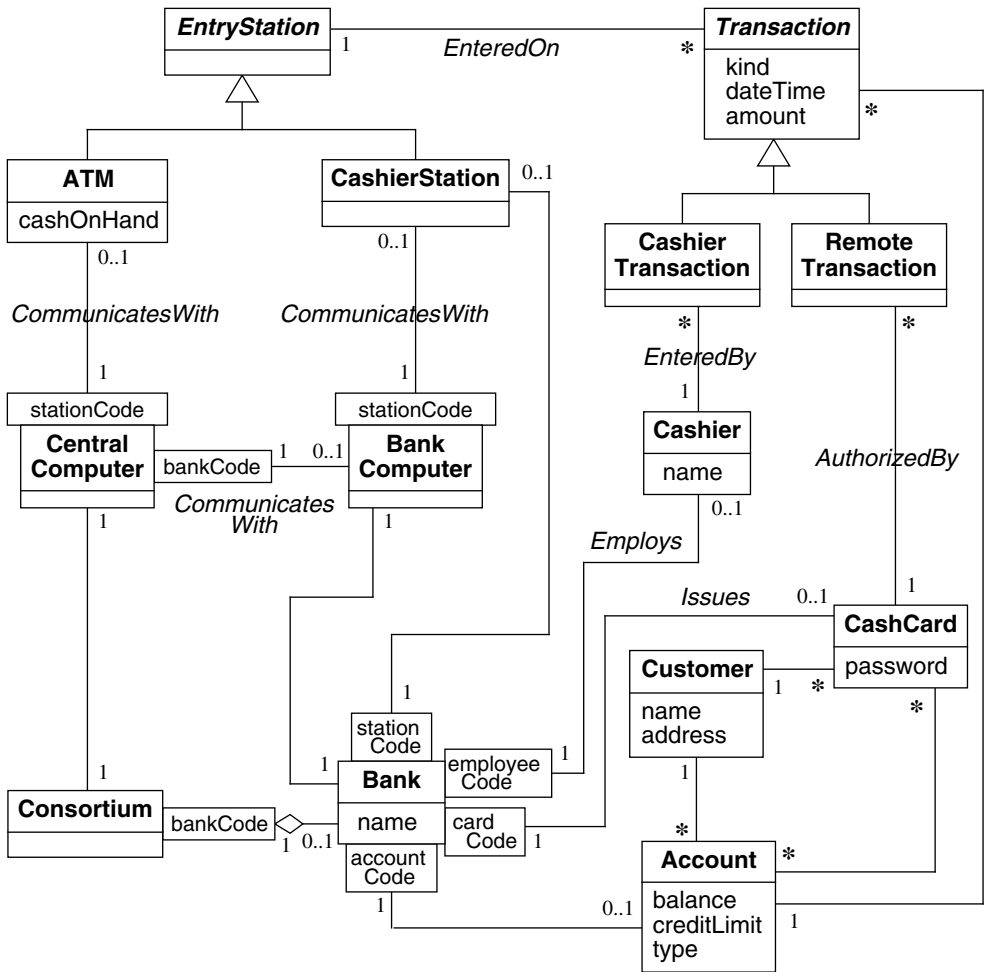 EntryStation
1
EnteredOn
*
Transaction
kind
dateTime
amount
*
ATM
cashOnHand
0..1
CashierStation
0..1
0..1
Cashier
Transaction
*
Remote
Transaction
*
CommunicatesWith
CommunicatesWith
EnteredBy
1
1
1
stationCode
stationCode
Central
Computer
bankCode
1
0..1
Bank
Computer
Communicates
With
1
1
Cashier
name
0..1
AuthorizedBy
Employs
Issues
0..1
1
CashCard
password
*
*
Customer
name
address
1
1
*
*
1
station
Code
1
Bank
name
employee
Code
1
card
Code
1
account
Code
1
1
Consortium
bankCode
1
0..1
Account
balance
creditLimit
type
0..1
1